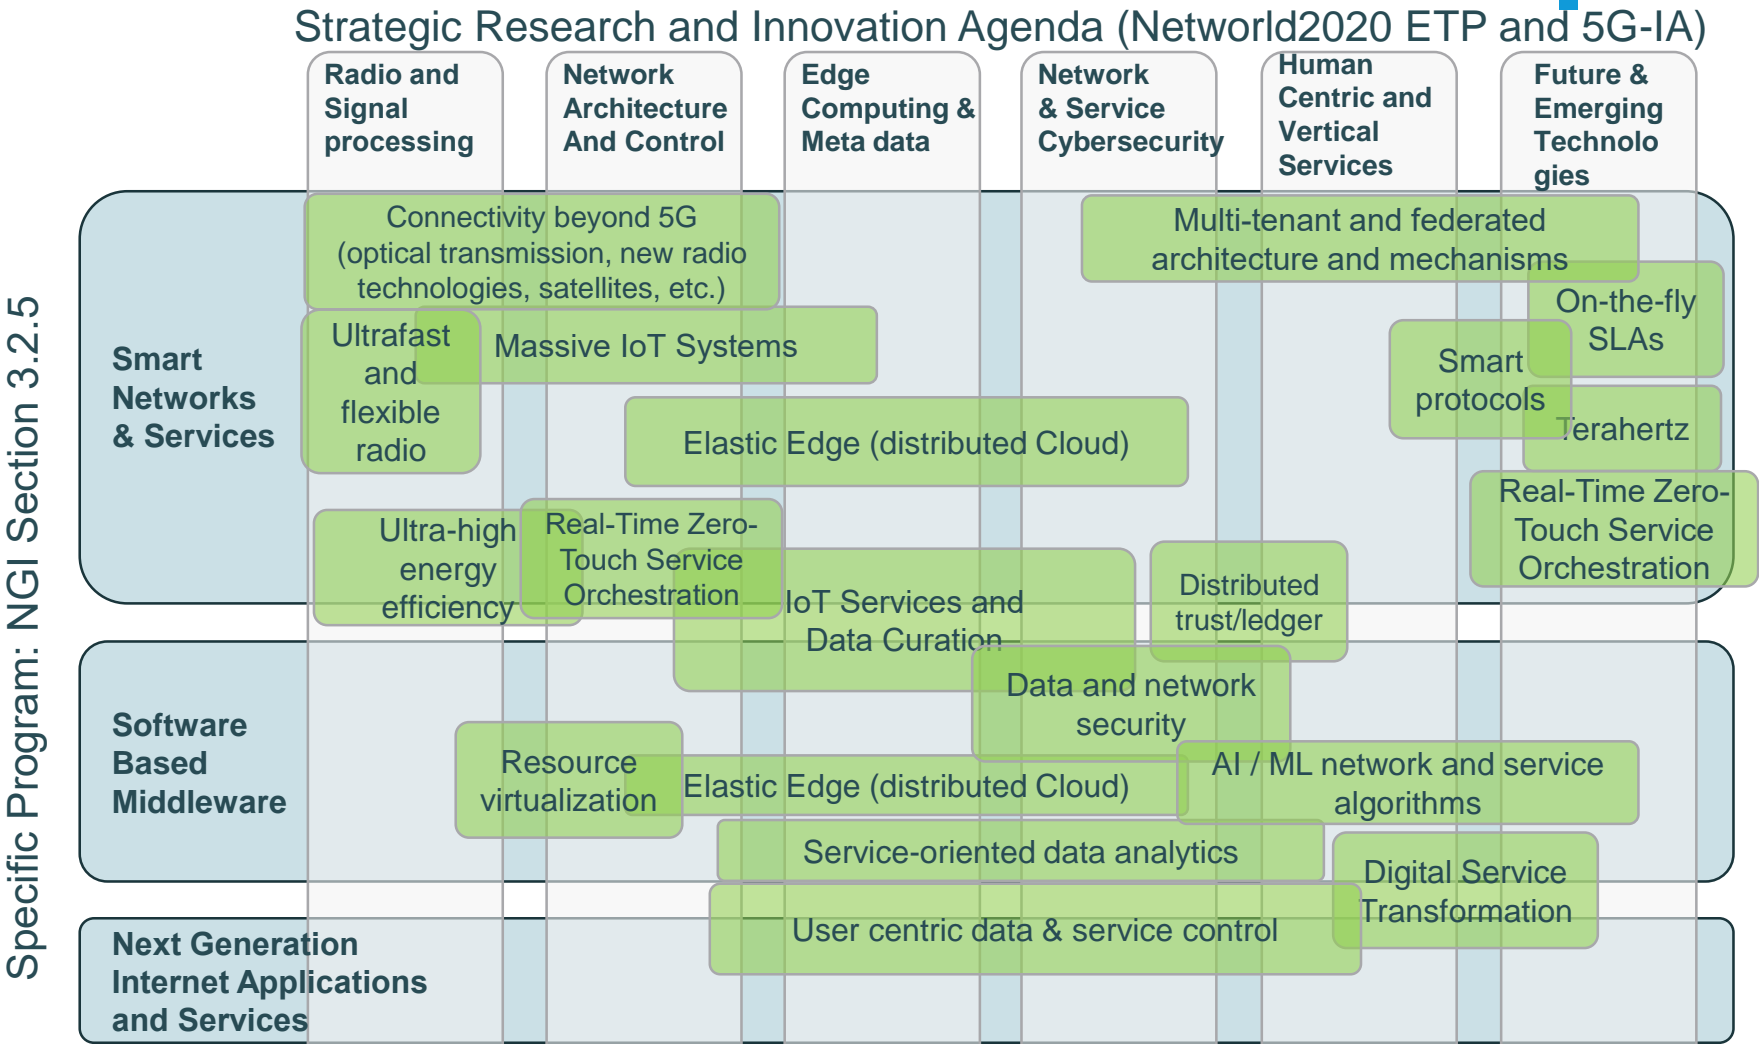 Strategic Research and Innovation Agenda (Networld2020 ETP and 5G-IA)
Specific Program: NGI Section 3.2.5
Radio and
Signal
processing
Network
Architecture
And Control
Edge
Computing &
Meta data
Network
& Service
Cybersecurity
Human
Centric and
Vertical
Services
Future &
Emerging
Technolo
gies
Smart
Networks
& Services
Connectivity beyond 5G
(optical transmission, new radio
technologies, satellites, etc.)
Multi-tenant and federated
architecture and mechanisms
On-the-fly
SLAs
Ultrafast
and
flexible
radio
Massive IoT Systems
Smart
protocols
Terahertz
Elastic Edge (distributed Cloud)
Real-Time Zero-
Touch Service
Orchestration
Ultra-high
energy
efficiency
Real-Time Zero-
Touch Service
Orchestration
IoT Services and
Data Curation
Distributed
trust/ledger
Software
Based
Middleware
Data and network
security
Resource
virtualization
Elastic Edge (distributed Cloud)
AI / ML network and service
algorithms
Service-oriented data analytics
Digital Service
Transformation
User centric data & service control
Next Generation
Internet Applications
and Services